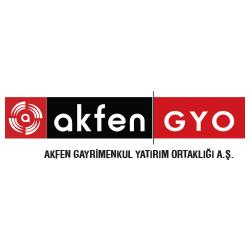 a akfen GYO
AKFEN GAYRİMENKUL YATIRIM ORTAKLIĞI A.Ş.